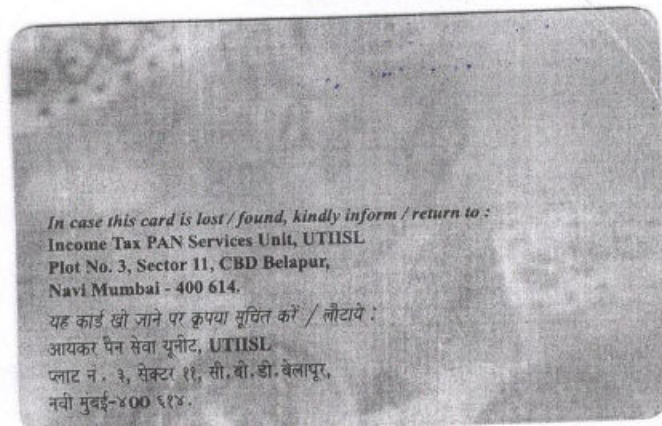 In case this card is lost / found, kindly inform / return to :
Income Tax PAN Services Unit, UTIISL
Plot No. 3, Sector 11, CBD Belapur,
Navi Mumbai - 400 614.
यह कार्ड खो जाने पर कृपया सूचित करें / लौटाये :
आयकर पैन सेवा यूनीट, UTIISL
प्लाट नं. ३, सेक्टर ११, सी.बी.डी.बेलापूर,
नवी मुंबई-४०० ६१४.